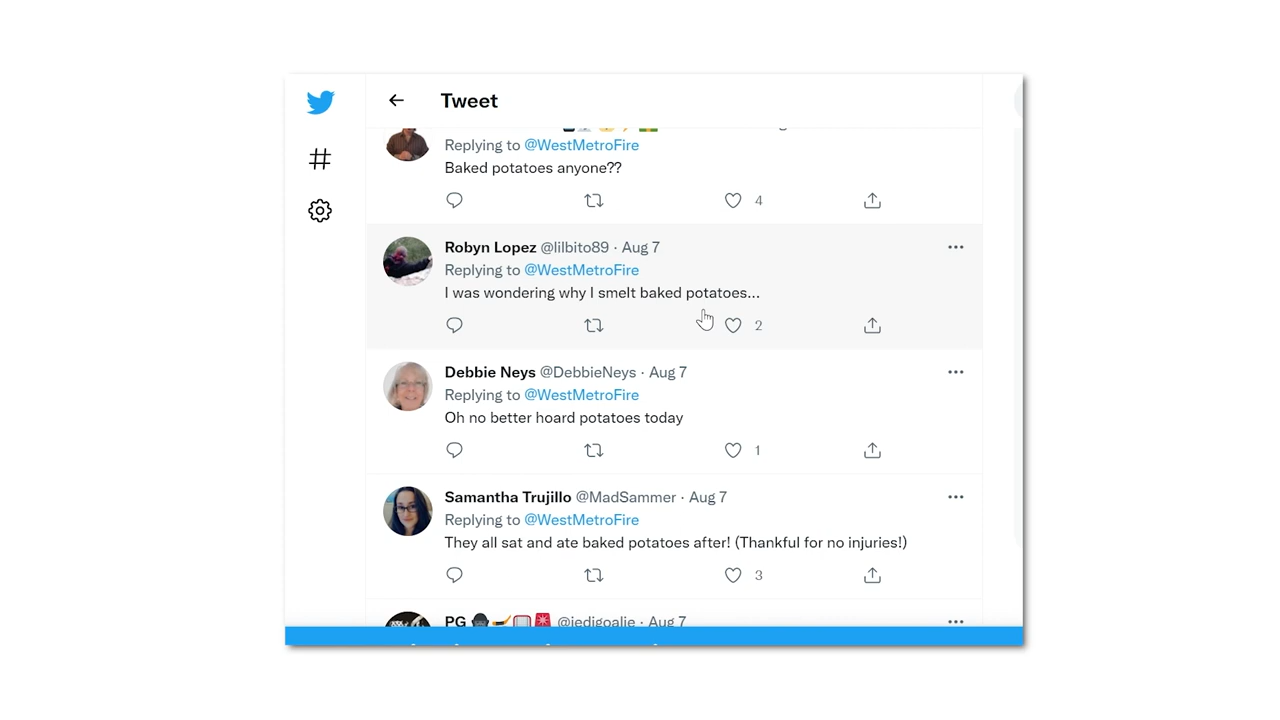 Tweet
Replying to @WestMetroFire
Baked potatoes anyone??
4
Robyn Lopez @lilbito89 · Aug 7
Replying to @WestMetroFire
I was wondering why I smelt baked potatoes...
2
Debbie Neys @DebbieNeys · Aug 7
Replying to @WestMetroFire
Oh no better hoard potatoes today
1
Samantha Trujillo @MadSammer · Aug 7
Replying to @WestMetroFire
They all sat and ate baked potatoes after! (Thankful for no injuries!)
3
PG @jedigoalie · Aug 7